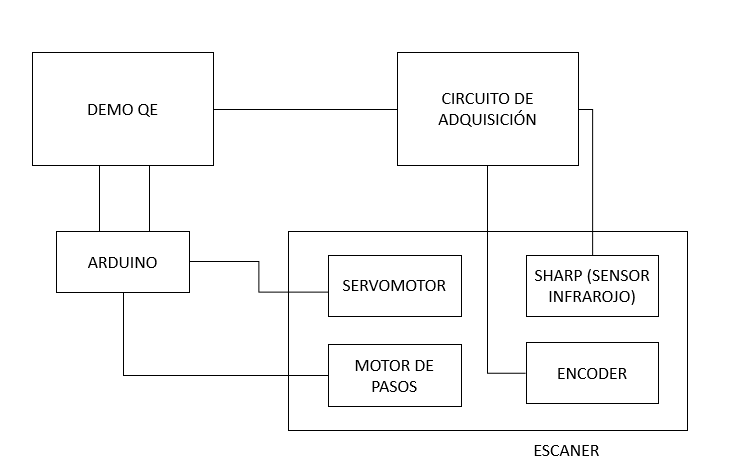 DEMO QE
CIRCUITO DE
ADQUISICIÓN
ARDUINO
SERVOMOTOR
SHARP (SENSOR
INFRAROJO)
MOTOR DE
PASOS
ENCODER
ESCANER